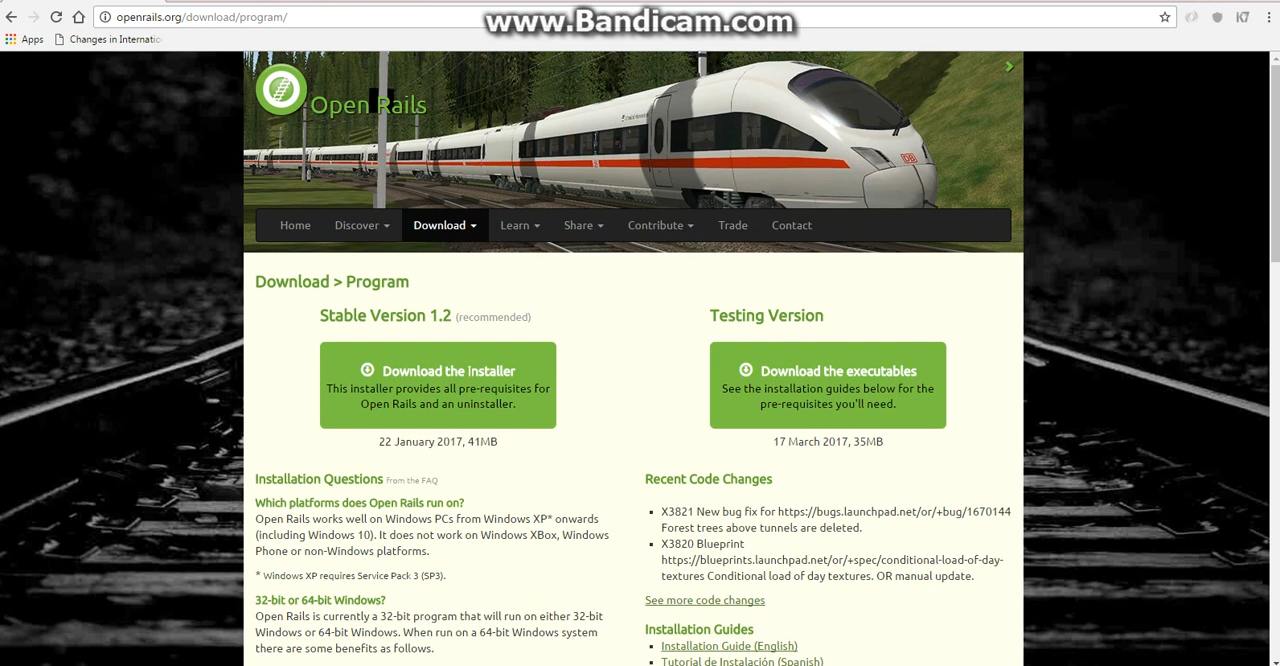 openrails.org/download/program/
www.Bandicam.com
Apps
Changes in Internatio
Open Rails
DB
Home
Discover
Download
Learn
Share
Contribute
Trade
Contact
Download > Program
Stable Version 1.2 (recommended)
Download the installer
This installer provides all pre-requisites for
Open Rails and an uninstaller.
22 January 2017, 41MB
Testing Version
Download the executables
See the installation guides below for the
pre-requisites you'll need.
17 March 2017, 35MB
Installation Questions from the FAQ
Which platforms does Open Rails run on?
Open Rails works well on Windows PCs from Windows XP* onwards
(including Windows 10). It does not work on Windows XBox, Windows
Phone or non-Windows platforms.
* Windows XP requires Service Pack 3 (SP3).
32-bit or 64-bit Windows?
Open Rails is currently a 32-bit program that will run on either 32-bit
Windows or 64-bit Windows. When run on a 64-bit Windows system
there are some benefits as follows.
Recent Code Changes
X3821 New bug fix for https://bugs.launchpad.net/or/+bug/1670144
Forest trees above tunnels are deleted.
X3820 Blueprint
https://blueprints.launchpad.net/or/+spec/conditional-load-of-day-
textures Conditional load of day textures. OR manual update.
See more code changes
Installation Guides
Installation Guide (English)
Tutorial de Instalación (Spanish)